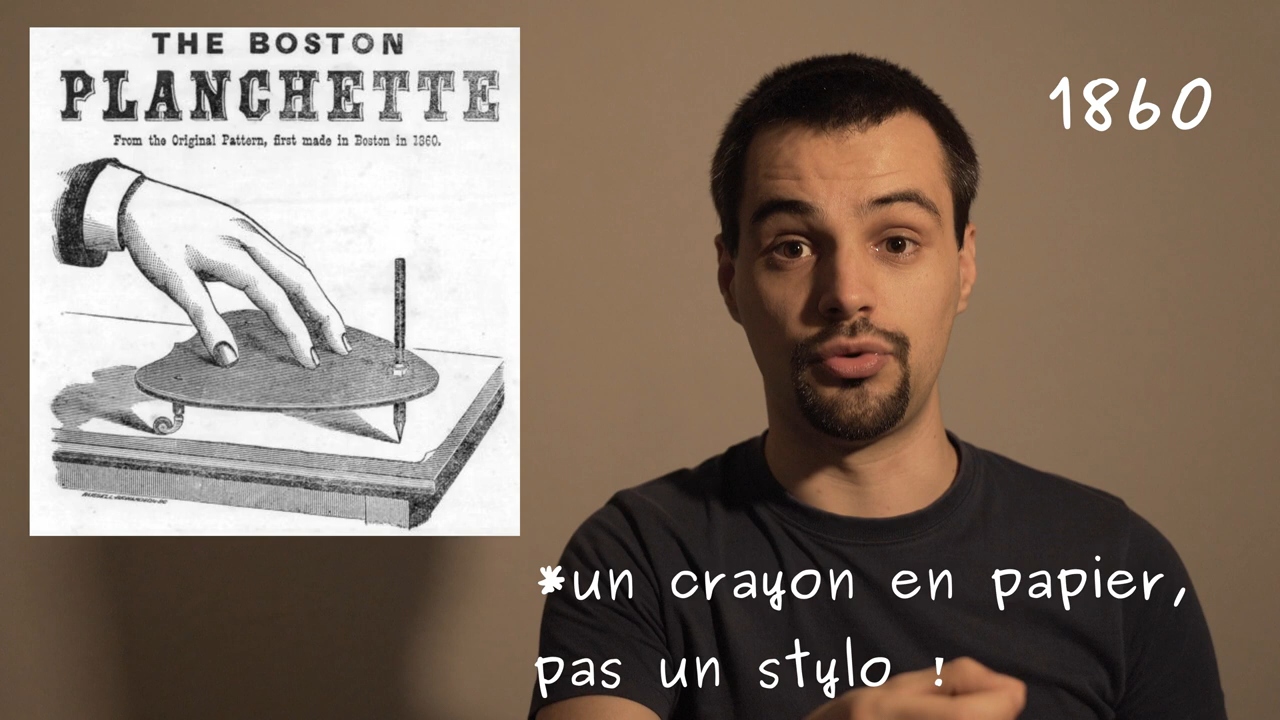 THE BOSTON
PLANCHETTE
From the Original Pattern, first made in Boston in 1860.
1860
*un crayon en papier,
pas un stylo !